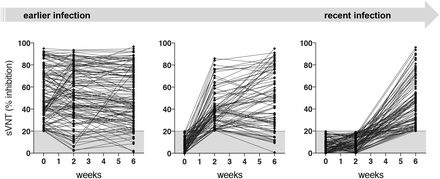 earlier infection recent infection
sVNT (% inhibition)
100 100 100
80 80 80
60 60 60
40 40 40
20 20 20
0 0 0
0 1 2 3 4 5 6 0 1 2 3 4 5 6 0 1 2 3 4 5 6
weeks weeks weeks